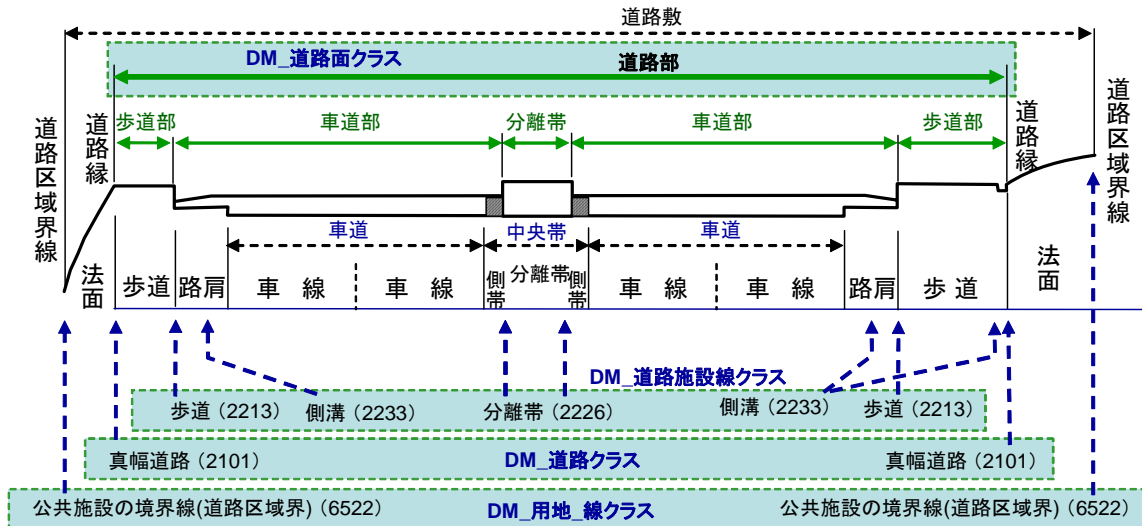 道路敷
DM_道路面クラス 道路部
道路区域界線
道路縁
歩道部 車道部 分離帯 車道部 歩道部
道路縁
道路区域界線
車道 中央帯 車道
法面 歩道 路肩 車線 車線 側帯 分離帯 側帯 車線 車線 路肩 歩道 法面
DM_道路施設線クラス
歩道（2213） 側溝（2233） 分離帯（2226） 側溝（2233） 歩道（2213）
真幅道路（2101） DM_道路クラス 真幅道路（2101）
公共施設の境界線(道路区域界)（6522） DM_用地_線クラス 公共施設の境界線(道路区域界)（6522）